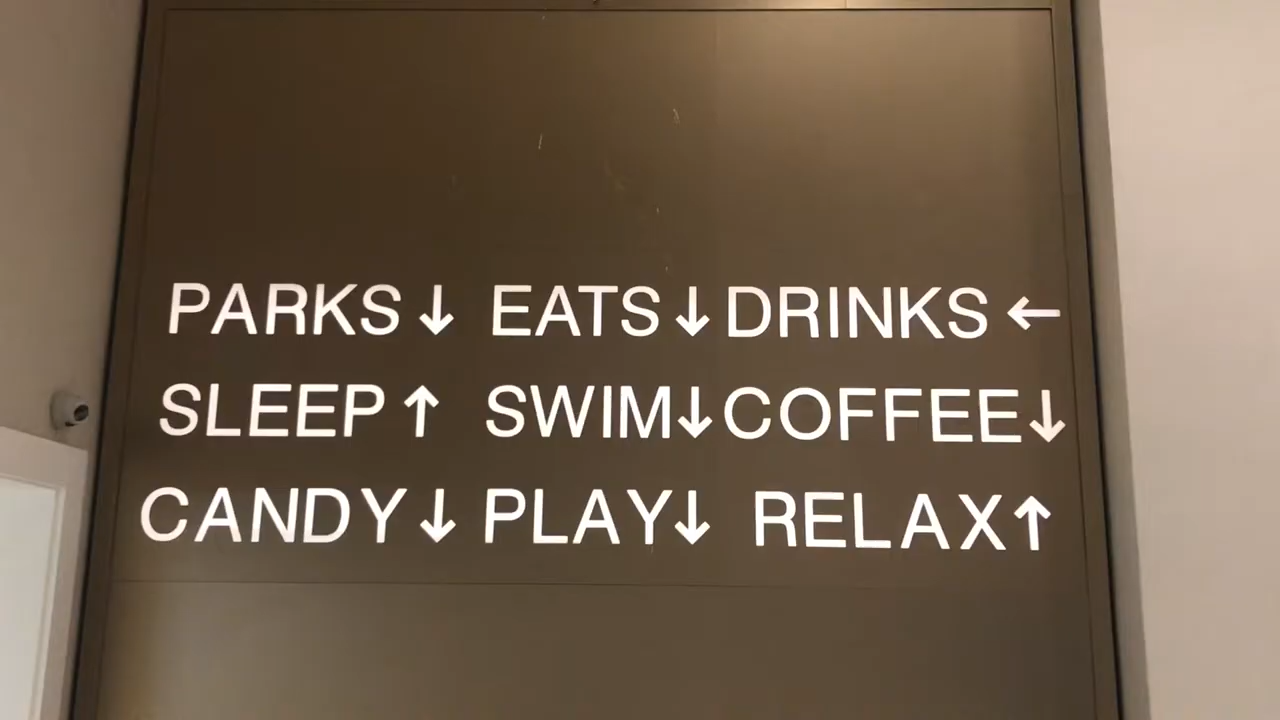 PARKS ↓ EATS ↓ DRINKS ←
SLEEP ↑ SWIM ↓ COFFEE ↓
CANDY ↓ PLAY ↓ RELAX ↑